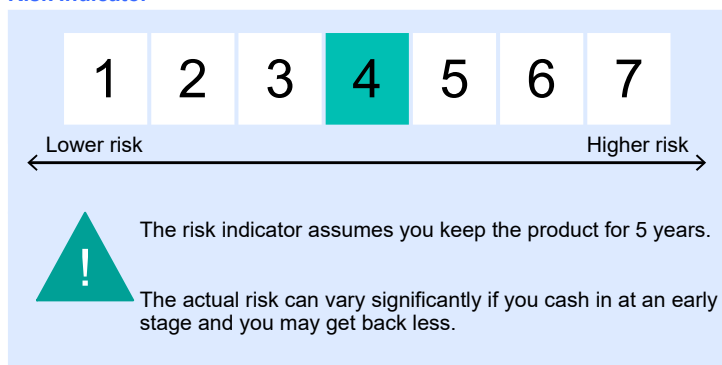 Risk Indicator
1 2 3 4 5 6 7
Lower risk Higher risk
! The risk indicator assumes you keep the product for 5 years.
The actual risk can vary significantly if you cash in at an early
stage and you may get back less.